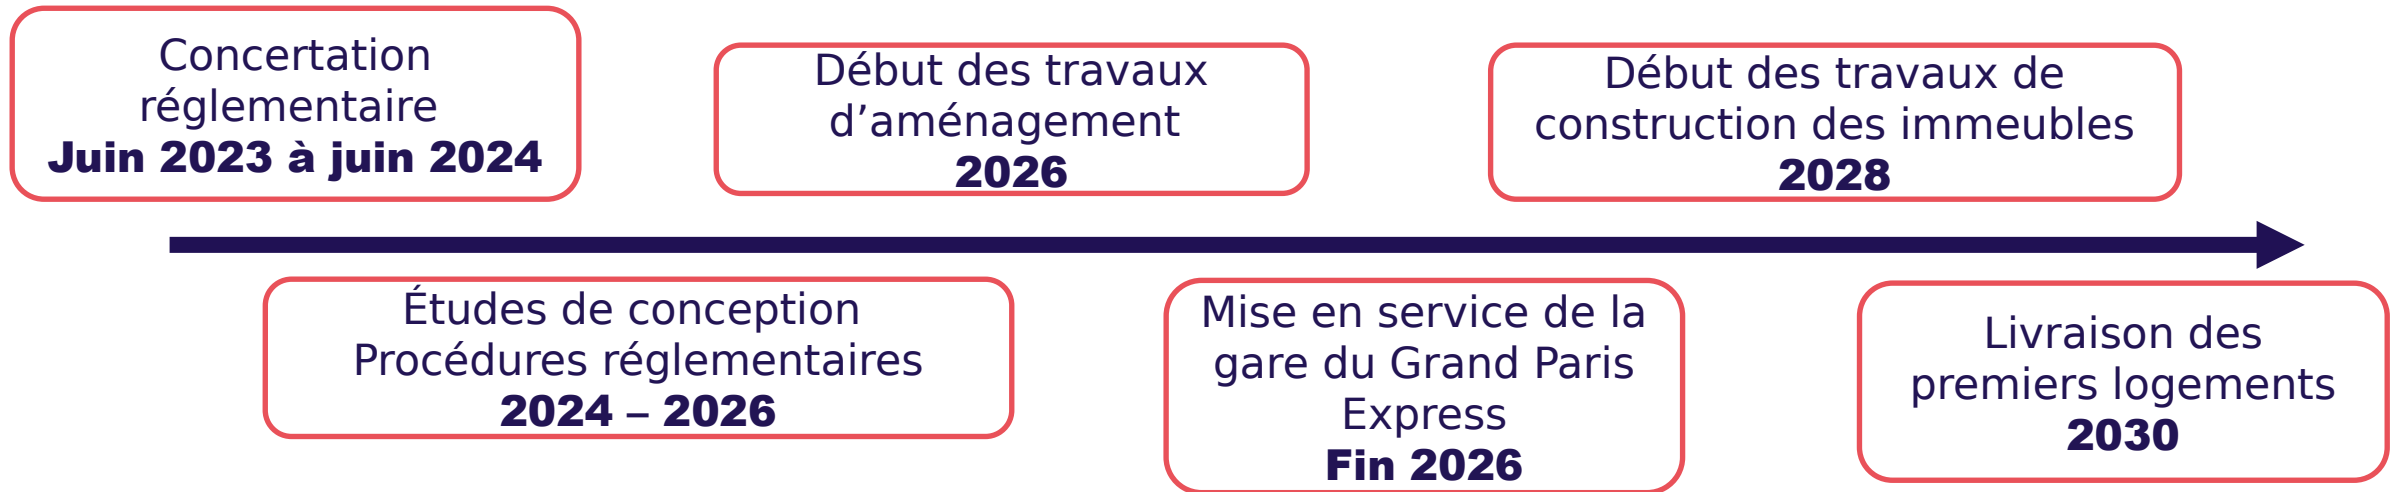 Concertation
réglementaire
Juin 2023 à juin 2024
Études de conception
Procédures réglementaires
2024 – 2026
Début des travaux
d’aménagement
2026
Mise en service de la
gare du Grand Paris
Express
Fin 2026
Début des travaux de
construction des immeubles
2028
Livraison des
premiers logements
2030